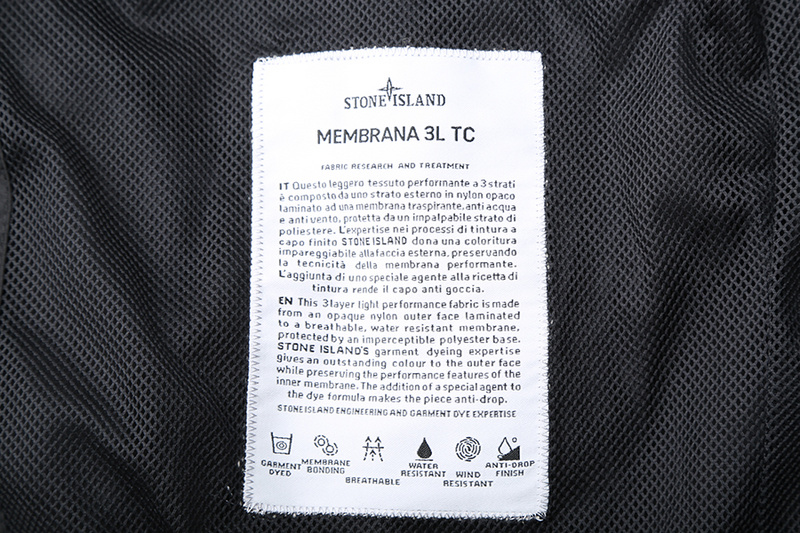 STONE ISLAND
MEMBRANA 3L TC
FABRIC RESEARCH AND TREATMENT
IT Questo leggero tessuto performante a 3 strati
è composto da uno strato esterno in nylon opaco
laminato ad una membrana traspirante, anti acqua
e anti vento, protetta da un impalpabile strato di
poliestere. L'expertise nei processi di tintura a
capo finito STONE ISLAND dona una coloritura
impareggiabile alla faccia esterna, preservando
la tecnicità della membrana performante.
L'aggiunta di uno speciale agente alla ricetta di
tintura rende il capo anti goccia.
EN This 3 layer light performance fabric is made
from an opaque nylon outer face laminated
to a breathable, water resistant membrane,
protected by an imperceptible polyester base.
STONE ISLAND'S garment dyeing expertise
gives an outstanding colour to the outer face
while preserving the performance features of the
inner membrane. The addition of a special agent to
the dye formula makes the piece anti-drop.
STONE ISLAND ENGINEERING AND GARMENT DYE EXPERTISE
GARMENT DYED
MEMBRANE BONDING
BREATHABLE
WATER RESISTANT
WIND RESISTANT
ANTI-DROP FINISH